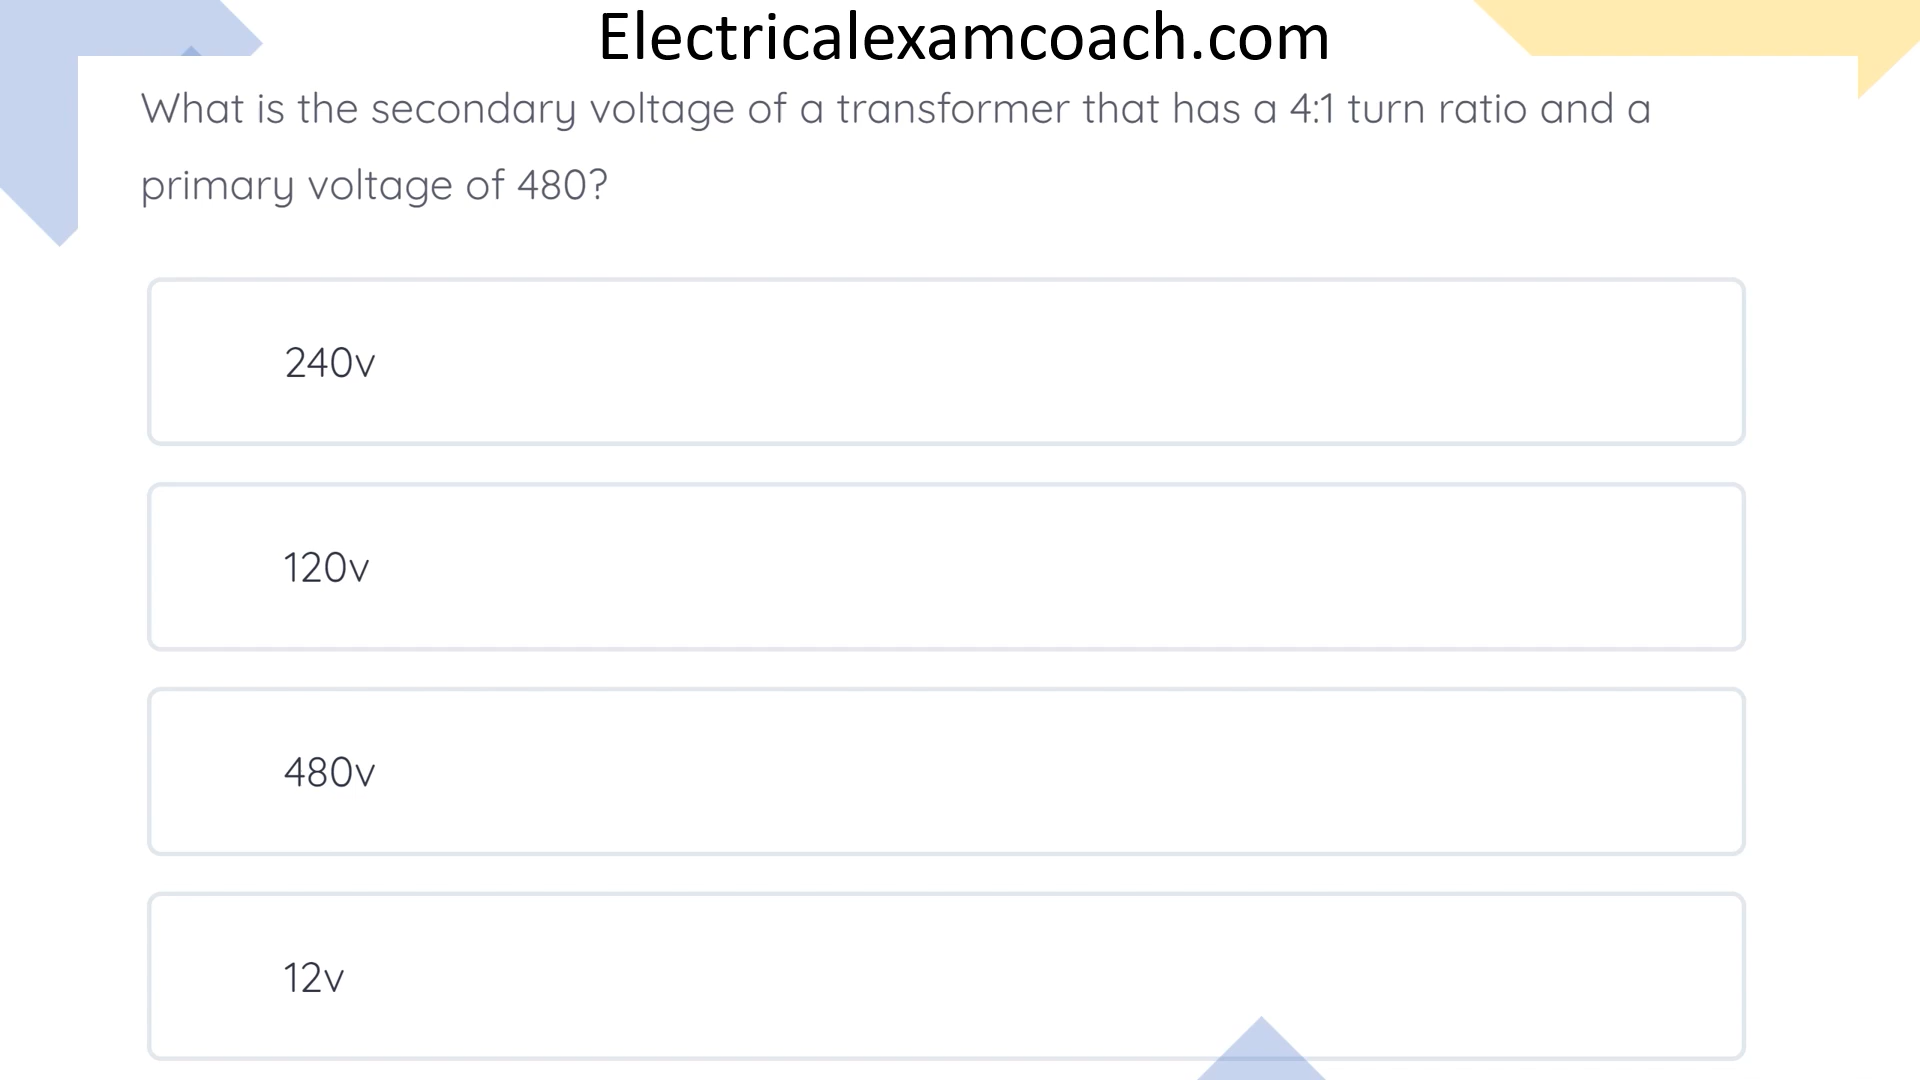 Electricalexamcoach.com
What is the secondary voltage of a transformer that has a 4:1 turn ratio and a
primary voltage of 480?
240v
120v
480v
12v